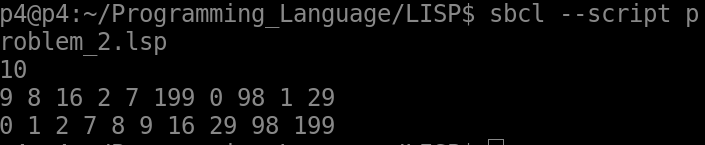 p4@p4:~/Programming_Language/LISP$ sbcl --script p
roblem_2.lsp
10
9 8 16 2 7 199 0 98 1 29
0 1 2 7 8 9 16 29 98 199